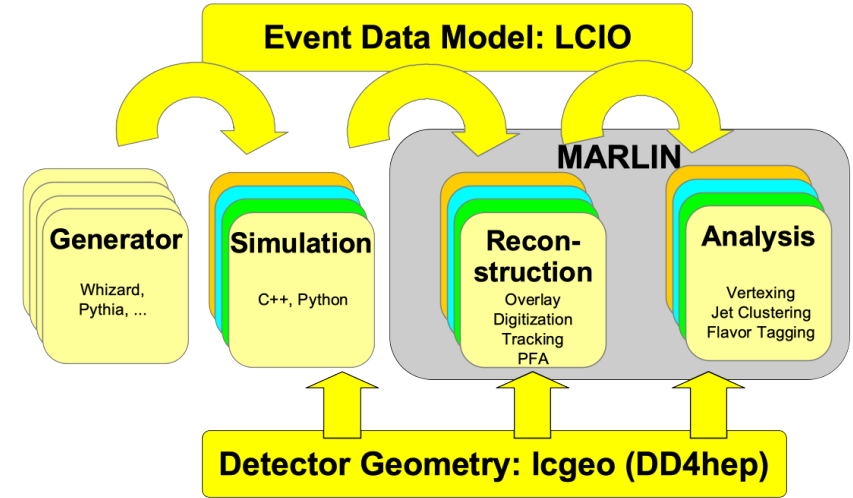 Event Data Model: LCIO
MARLIN
Generator
Whizard,
Pythia, ...
Simulation
C++, Python
Recon-
struction
Overlay
Digitization
Tracking
PFA
Analysis
Vertexing
Jet Clustering
Flavor Tagging
Detector Geometry: lcgeo (DD4hep)